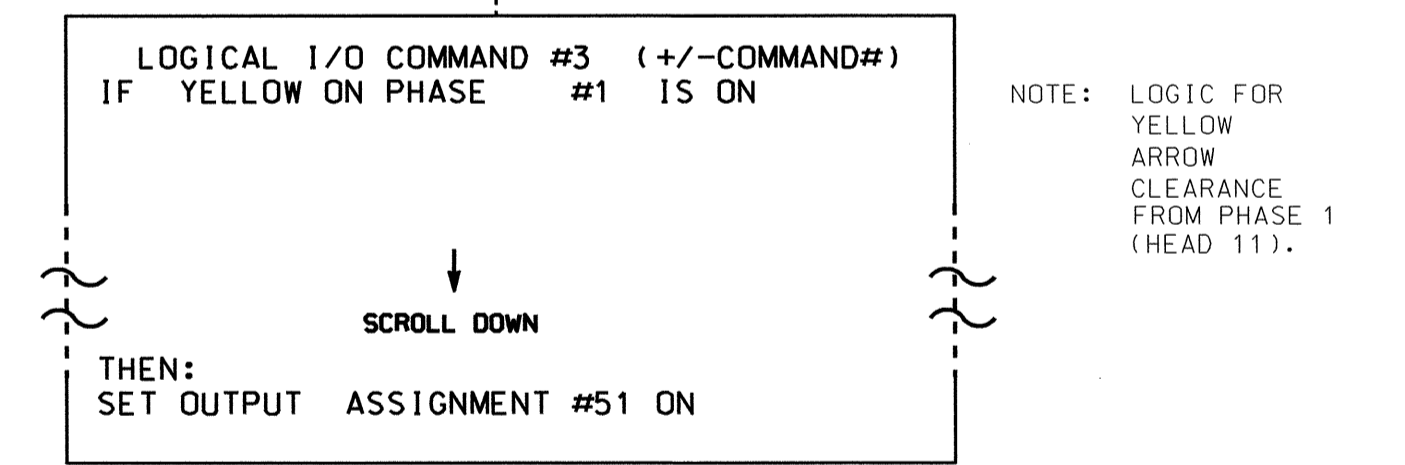 LOGICAL I/O COMMAND #3 (+/-COMMAND#)
IF YELLOW ON PHASE #1 IS ON
SCROLL DOWN
THEN:
SET OUTPUT ASSIGNMENT #51 ON
NOTE: LOGIC FOR
YELLOW
ARROW
CLEARANCE
FROM PHASE 1
(HEAD 11).